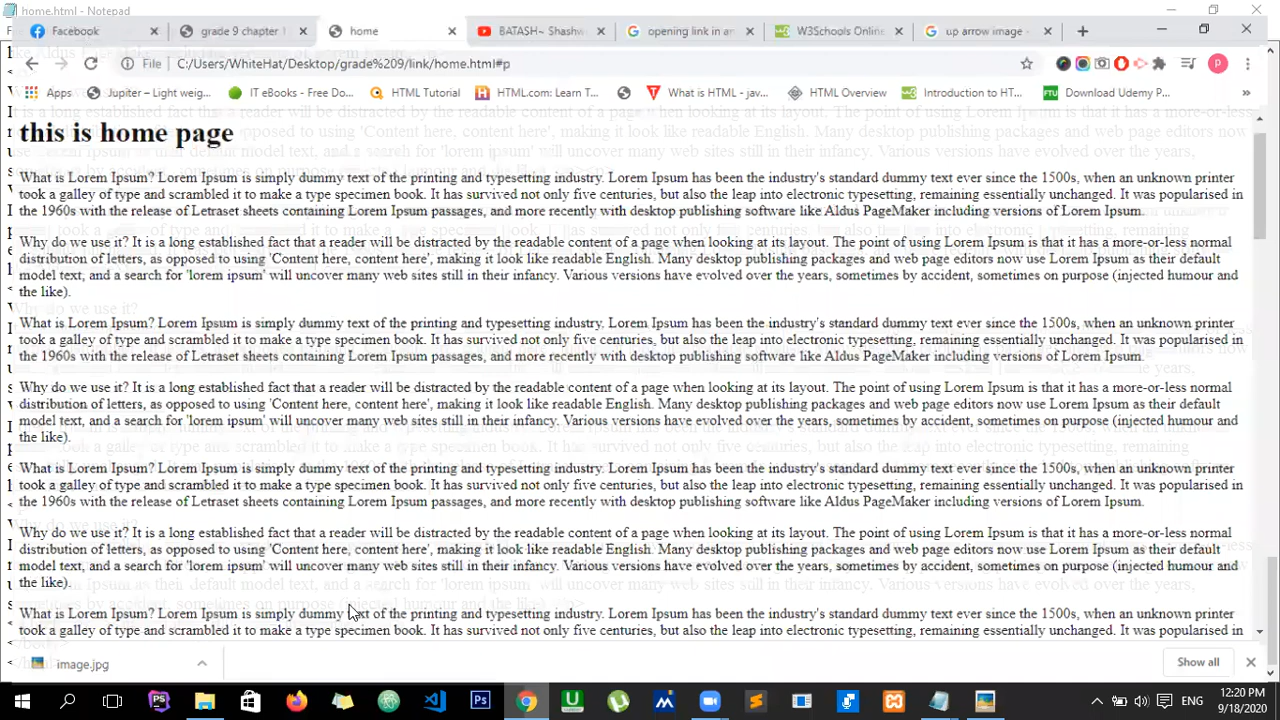 home.html - Notepad
Facebook
grade 9 chapter 1
home
BATASH~ Shashw
opening link in an
W3Schools Online
up arrow image -
File C:/Users/WhiteHat/Desktop/grade%209/link/home.html#p
Apps
Jupiter – Light weig...
IT eBooks - Free Do...
HTML Tutorial
HTML.com: Learn T...
What is HTML - jav...
HTML Overview
Introduction to HT...
Download Udemy P...
»
this is home page
What is Lorem Ipsum? Lorem Ipsum is simply dummy text of the printing and typesetting industry. Lorem Ipsum has been the industry's standard dummy text ever since the 1500s, when an unknown printer
took a galley of type and scrambled it to make a type specimen book. It has survived not only five centuries, but also the leap into electronic typesetting, remaining essentially unchanged. It was popularised in
the 1960s with the release of Letraset sheets containing Lorem Ipsum passages, and more recently with desktop publishing software like Aldus PageMaker including versions of Lorem Ipsum.
Why do we use it? It is a long established fact that a reader will be distracted by the readable content of a page when looking at its layout. The point of using Lorem Ipsum is that it has a more-or-less normal
distribution of letters, as opposed to using 'Content here, content here', making it look like readable English. Many desktop publishing packages and web page editors now use Lorem Ipsum as their default
model text, and a search for 'lorem ipsum' will uncover many web sites still in their infancy. Various versions have evolved over the years, sometimes by accident, sometimes on purpose (injected humour and
the like).
What is Lorem Ipsum? Lorem Ipsum is simply dummy text of the printing and typesetting industry. Lorem Ipsum has been the industry's standard dummy text ever since the 1500s, when an unknown printer
took a galley of type and scrambled it to make a type specimen book. It has survived not only five centuries, but also the leap into electronic typesetting, remaining essentially unchanged. It was popularised in
the 1960s with the release of Letraset sheets containing Lorem Ipsum passages, and more recently with desktop publishing software like Aldus PageMaker including versions of Lorem Ipsum.
Why do we use it? It is a long established fact that a reader will be distracted by the readable content of a page when looking at its layout. The point of using Lorem Ipsum is that it has a more-or-less normal
distribution of letters, as opposed to using 'Content here, content here', making it look like readable English. Many desktop publishing packages and web page editors now use Lorem Ipsum as their default
model text, and a search for 'lorem ipsum' will uncover many web sites still in their infancy. Various versions have evolved over the years, sometimes by accident, sometimes on purpose (injected humour and
the like).
What is Lorem Ipsum? Lorem Ipsum is simply dummy text of the printing and typesetting industry. Lorem Ipsum has been the industry's standard dummy text ever since the 1500s, when an unknown printer
took a galley of type and scrambled it to make a type specimen book. It has survived not only five centuries, but also the leap into electronic typesetting, remaining essentially unchanged. It was popularised in
the 1960s with the release of Letraset sheets containing Lorem Ipsum passages, and more recently with desktop publishing software like Aldus PageMaker including versions of Lorem Ipsum.
Why do we use it? It is a long established fact that a reader will be distracted by the readable content of a page when looking at its layout. The point of using Lorem Ipsum is that it has a more-or-less normal
distribution of letters, as opposed to using 'Content here, content here', making it look like readable English. Many desktop publishing packages and web page editors now use Lorem Ipsum as their default
model text, and a search for 'lorem ipsum' will uncover many web sites still in their infancy. Various versions have evolved over the years, sometimes by accident, sometimes on purpose (injected humour and
the like).
What is Lorem Ipsum? Lorem Ipsum is simply dummy text of the printing and typesetting industry. Lorem Ipsum has been the industry's standard dummy text ever since the 1500s, when an unknown printer
took a galley of type and scrambled it to make a type specimen book. It has survived not only five centuries, but also the leap into electronic typesetting, remaining essentially unchanged. It was popularised in
image.jpg
Show all
ENG
12:20 PM
9/18/2020